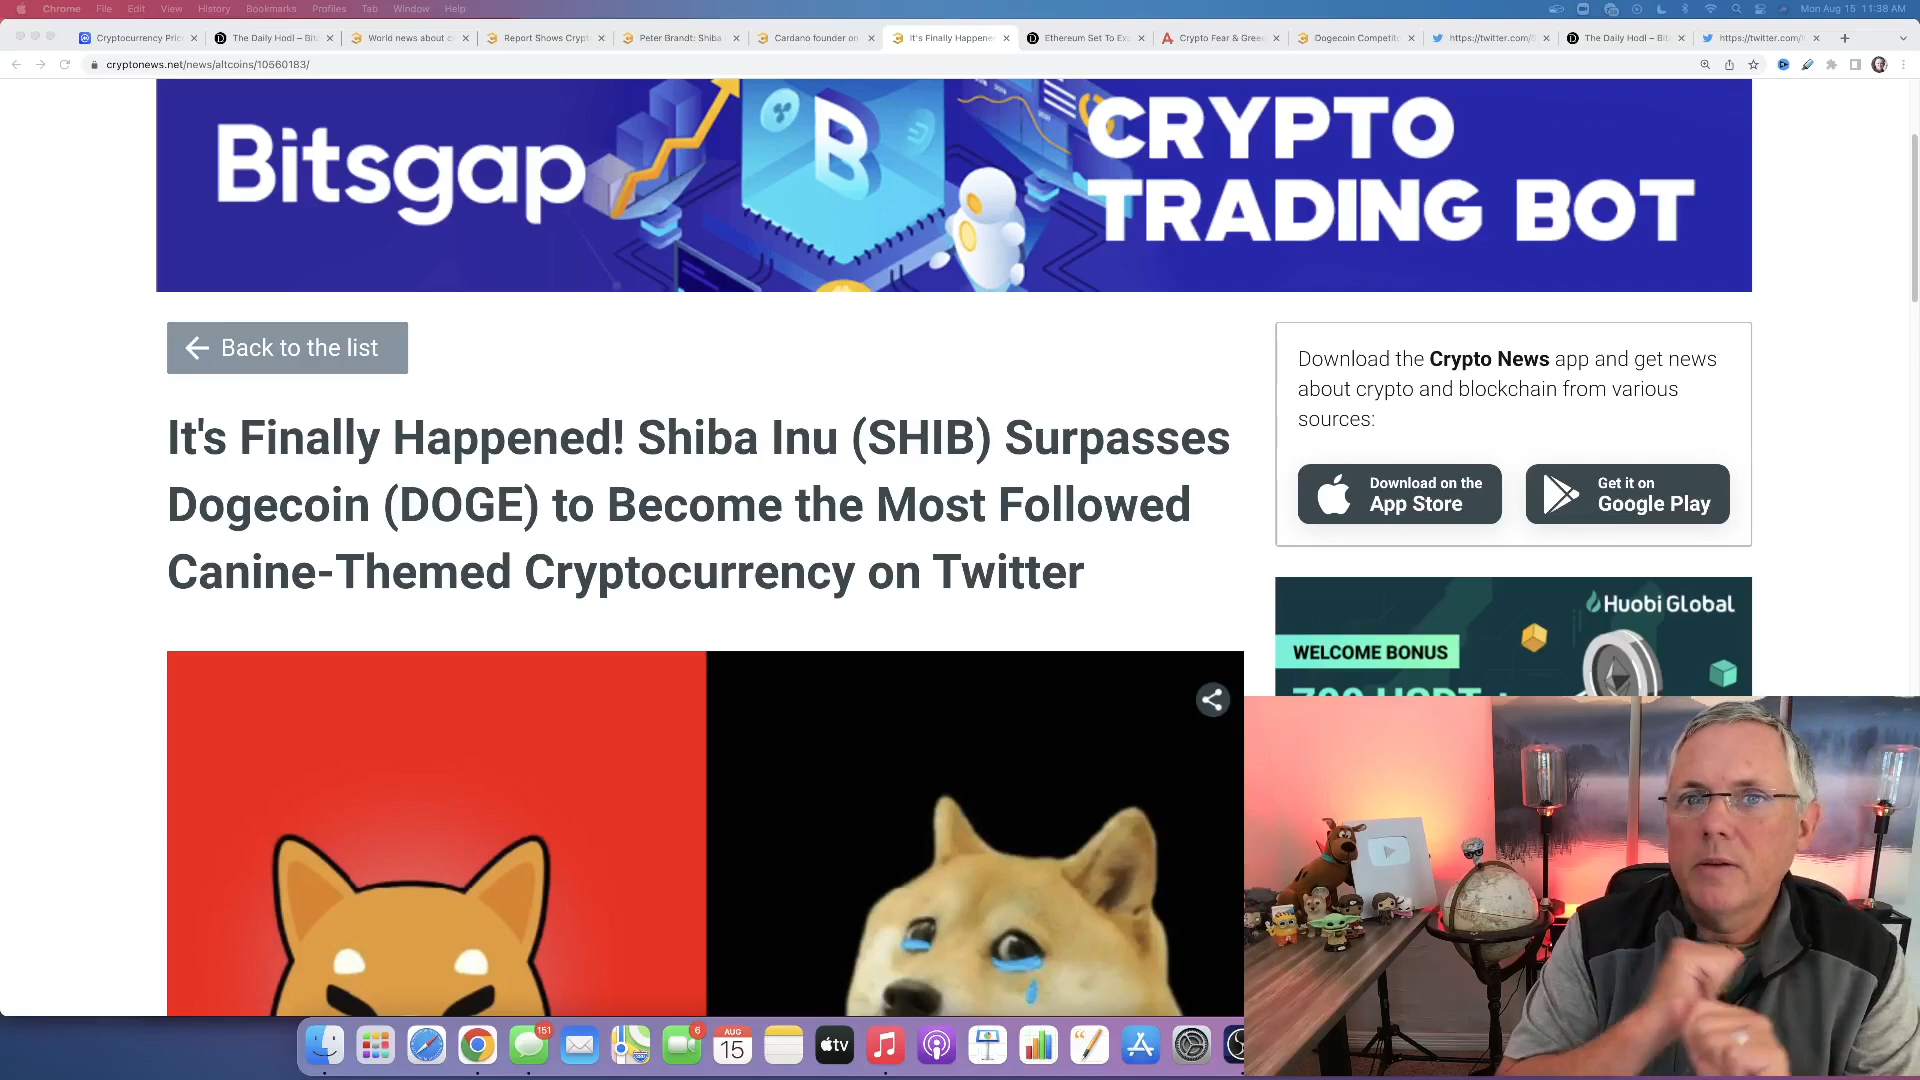 Chrome File Edit View History Bookmarks Profiles Tab Window Help Mon Aug 15 11:38 AM
Cryptocurrency Pric The Daily Hodl – Bit World news about c Report Shows Crypt Peter Brandt: Shiba Cardano founder on It's Finally Happene Ethereum Set To Ex Crypto Fear & Gree Dogecoin Competit https://twitter.com/ The Daily Hodl – Bit https://twitter.com/
cryptonews.net/news/altcoins/10560183/
Bitsgap
CRYPTO
TRADING BOT
Back to the list
It's Finally Happened! Shiba Inu (SHIB) Surpasses
Dogecoin (DOGE) to Become the Most Followed
Canine-Themed Cryptocurrency on Twitter
Download the Crypto News app and get news
about crypto and blockchain from various
sources:
Download on the
App Store
Get it on
Google Play
Huobi Global
WELCOME BONUS
151
6
AUG
15
tv